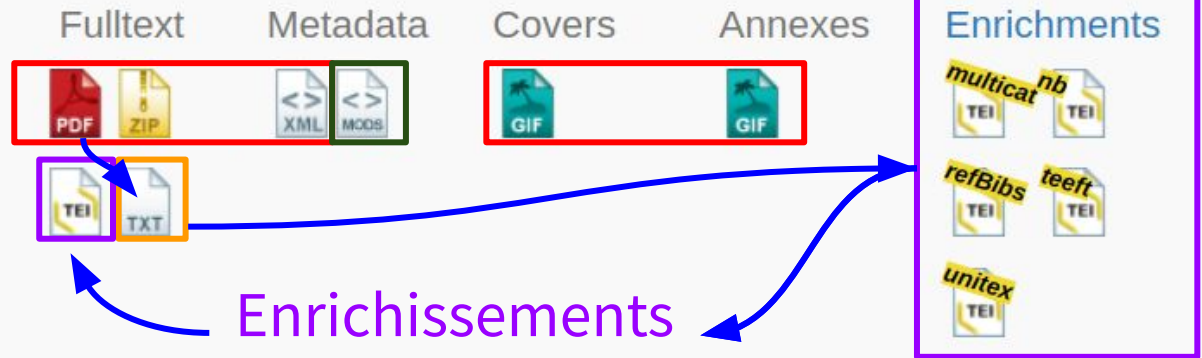 Fulltext Metadata Covers Annexes Enrichments
PDF ZIP <> XML <> MODS GIF GIF multicat TEI nb TEI
TEI TXT refBibs TEI teeft TEI
Enrichissements unitex TEI